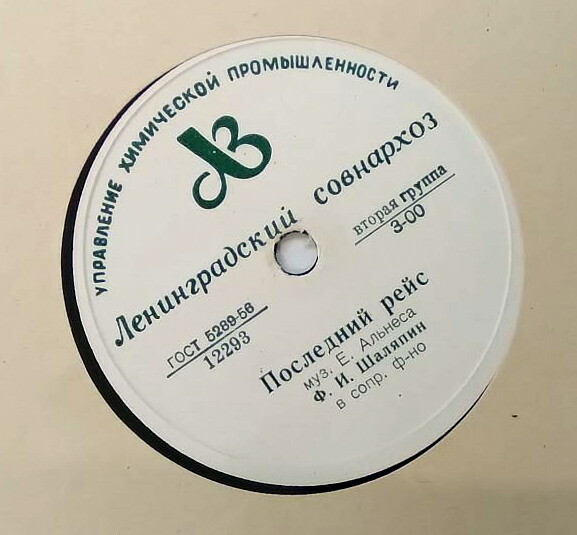 УПРАВЛЕНИЕ ХИМИЧЕСКОЙ ПРОМЫШЛЕННОСТИ
ЛЗ
Ленинградский совнархоз
ГОСТ 5289-56
12293
вторая группа
3-00
Последний рейс
муз. Е. Альнеса
Ф. И. Шаляпин
в сопр. ф-но